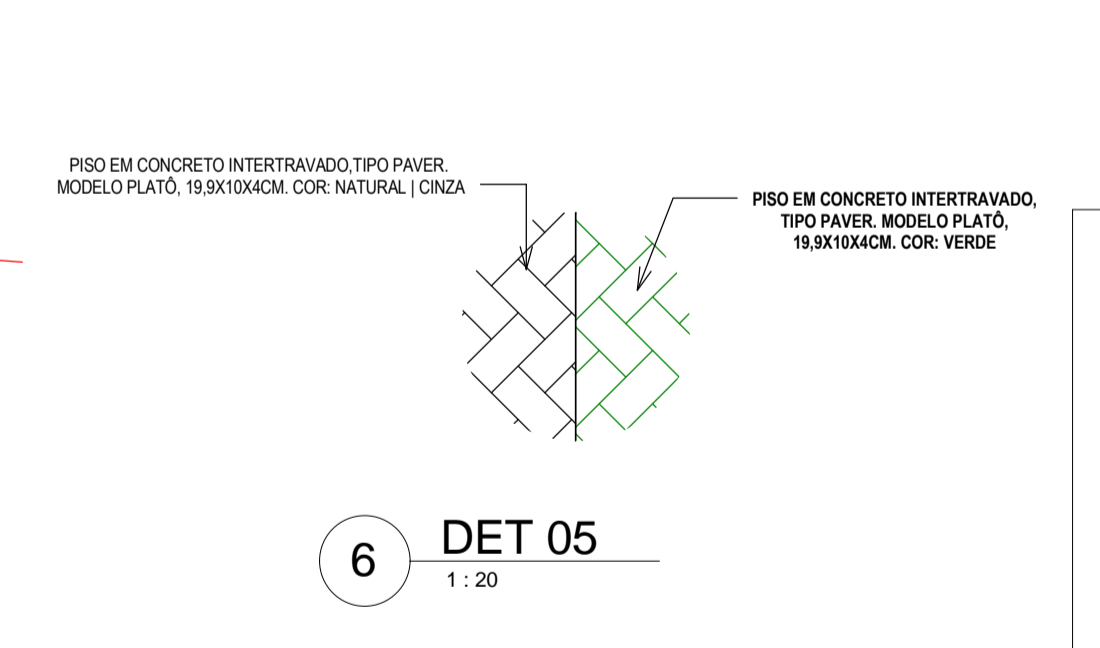 PISO EM CONCRETO INTERTRAVADO,TIPO PAVER.
MODELO PLATÔ, 19,9X10X4CM. COR: NATURAL | CINZA
PISO EM CONCRETO INTERTRAVADO,
TIPO PAVER. MODELO PLATÔ,
19,9X10X4CM. COR: VERDE
6
DET 05
1 : 20